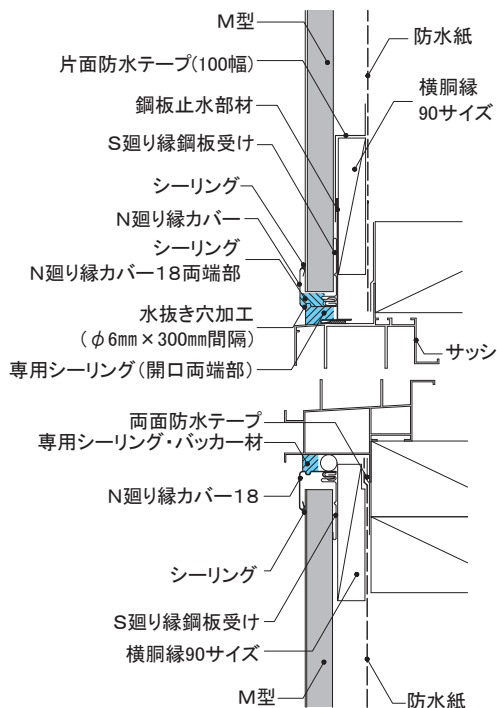 M型
防水紙
片面防水テープ(100幅)
横胴縁
90サイズ
鋼板止水部材
S廻り縁鋼板受け
シーリング
N廻り縁カバー
シーリング
N廻り縁カバー18両端部
水抜き穴加工
(φ6㎜×300㎜間隔)
専用シーリング(開口両端部)
サッシ
両面防水テープ
専用シーリング・バッカー材
N廻り縁カバー18
シーリング
S廻り縁鋼板受け
横胴縁90サイズ
M型
防水紙